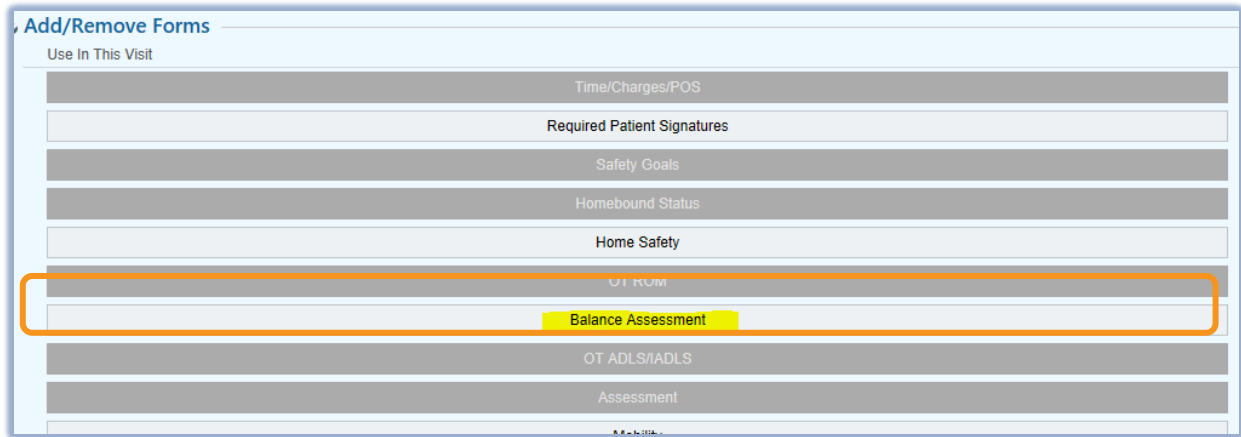 Add/Remove Forms
Use In This Visit
Time/Charges/POS
Required Patient Signatures
Safety Goals
Homebound Status
Home Safety
OT ROM
Balance Assessment
OT ADLS/IADLS
Assessment
Mobility